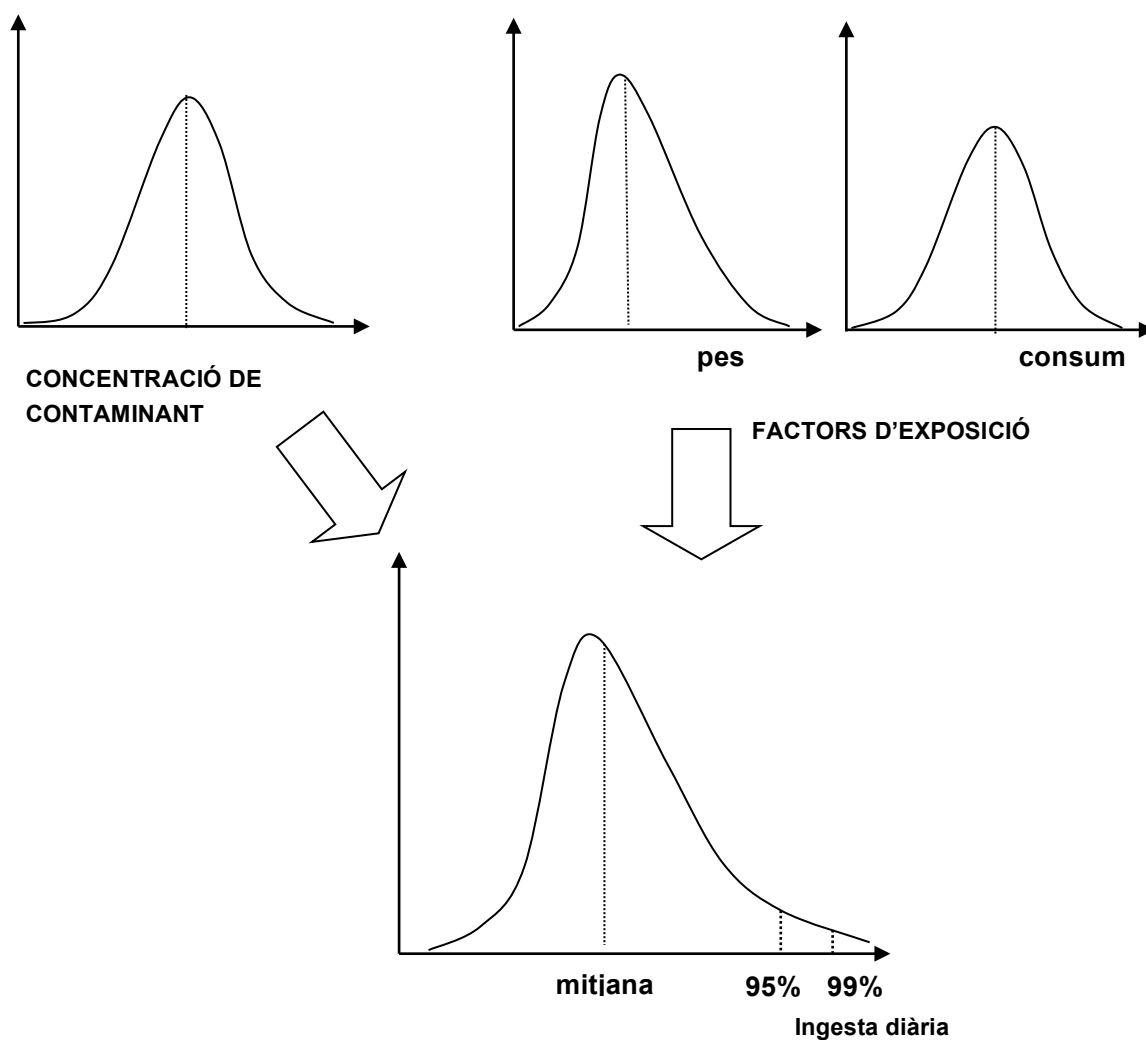 pes
consum
CONCENTRACIÓ DE
CONTAMINANT
FACTORS D'EXPOSICIÓ
mitjana
95%
99%
Ingesta diària